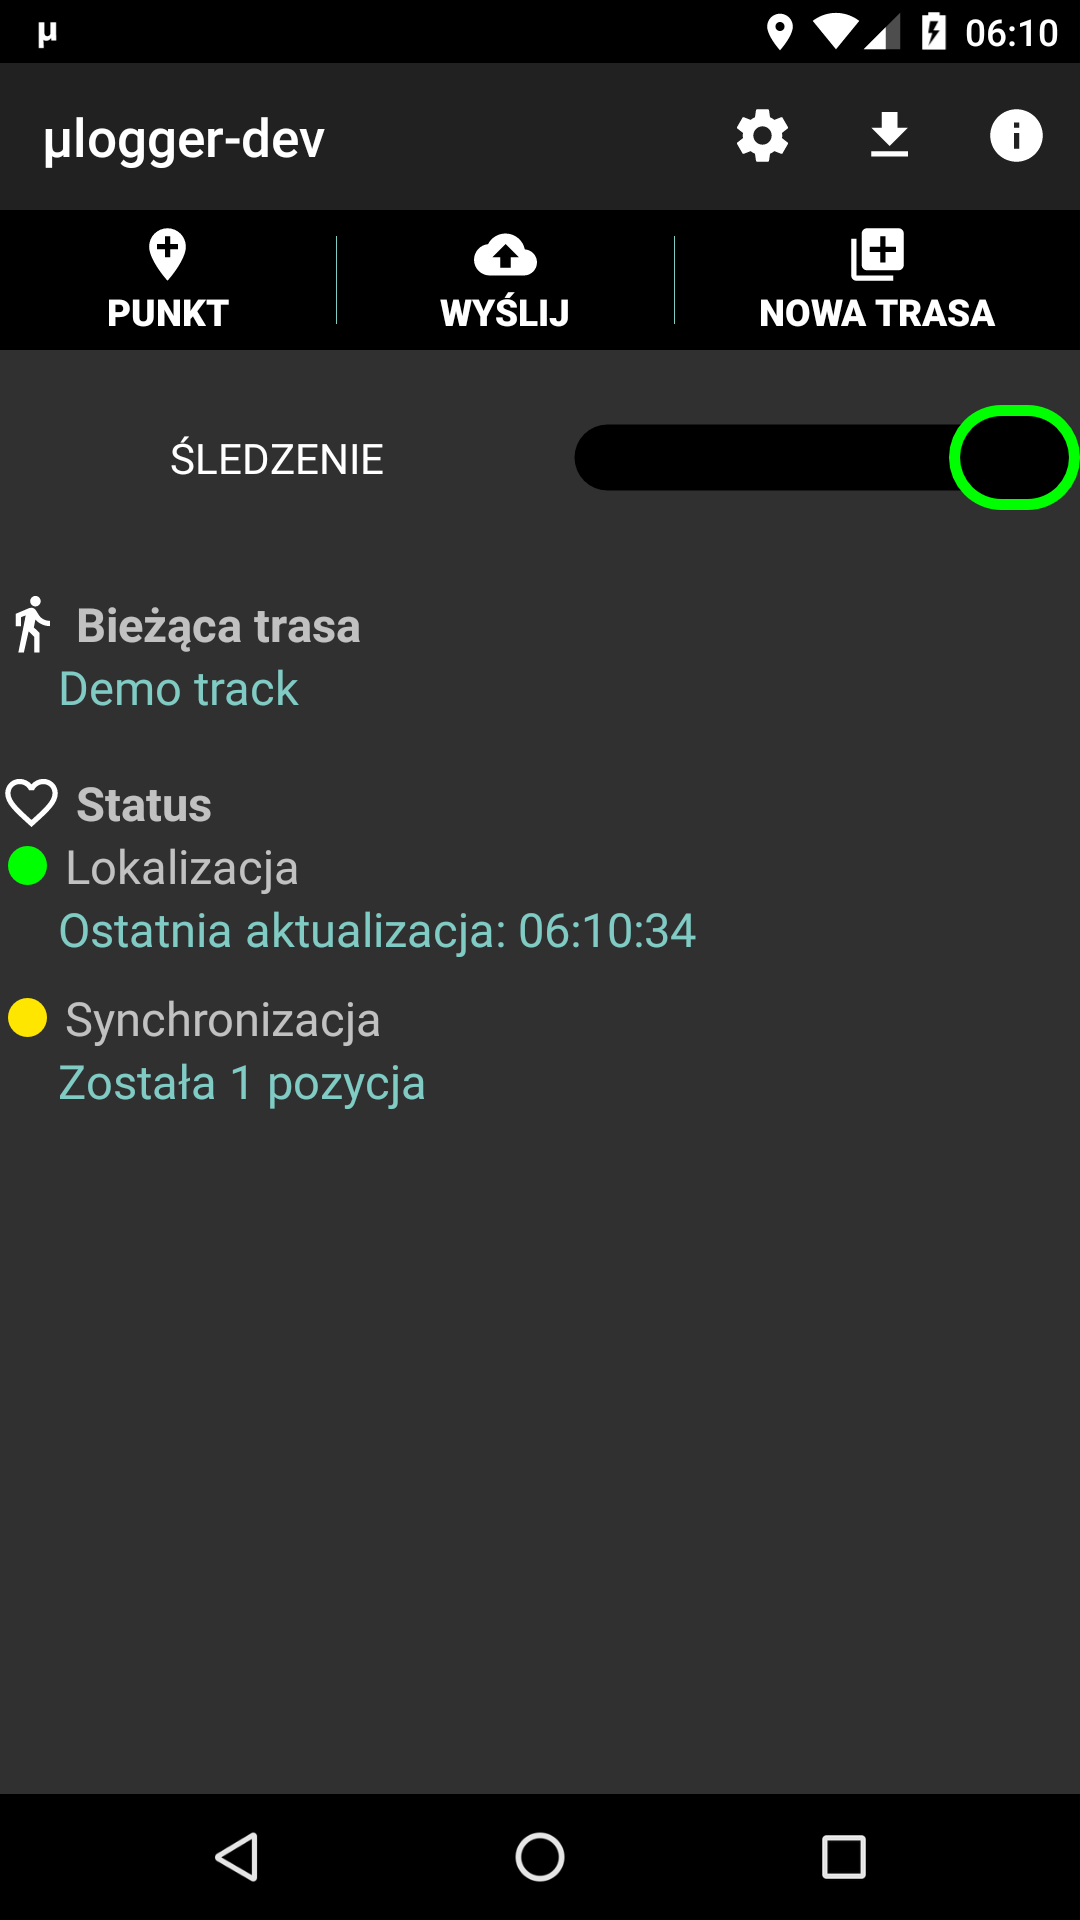 µ 06:10
µlogger-dev
PUNKT WYŚLIJ NOWA TRASA
ŚLEDZENIE
Bieżąca trasa
Demo track
Status
Lokalizacja
Ostatnia aktualizacja: 06:10:34
Synchronizacja
Została 1 pozycja